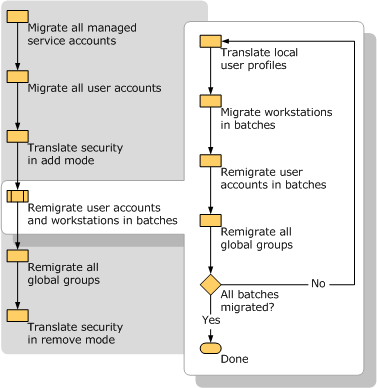 Migrate all managed
service accounts
Migrate all user accounts
Translate security
in add mode
Remigrate user accounts
and workstations in batches
Remigrate all
global groups
Translate security
in remove mode
Translate local
user profiles
Migrate workstations
in batches
Remigrate user
accounts in batches
Remigrate all
global groups
All batches
migrated?
No
Yes
Done